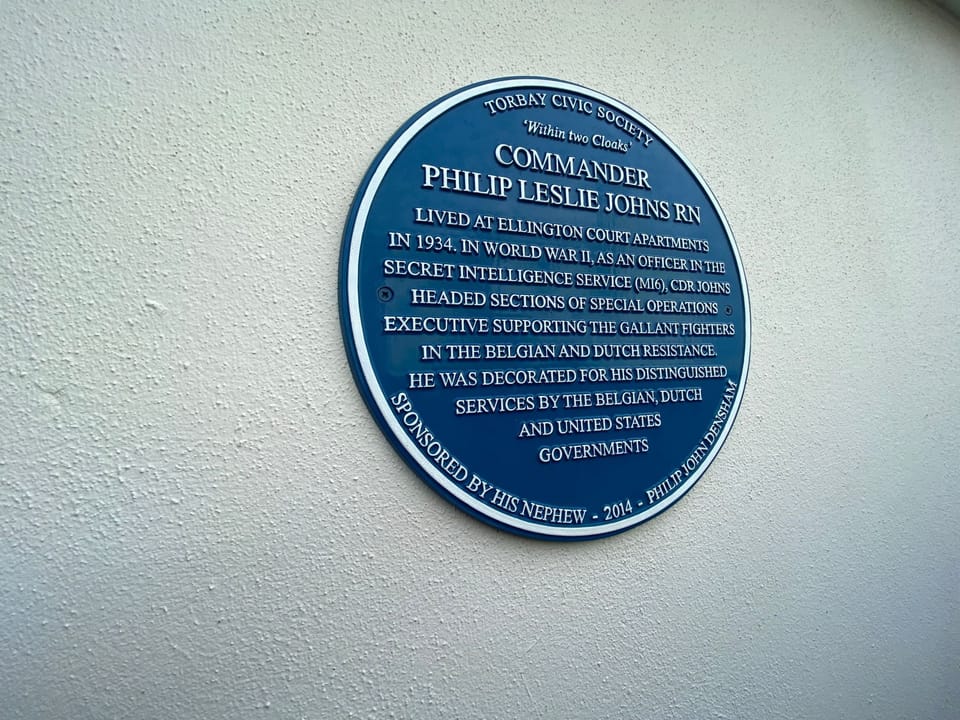 TORBAY CIVIC SOCIETY
'Within two Cloaks'
COMMANDER
PHILIP LESLIE JOHNS RN
LIVED AT ELLINGTON COURT APARTMENTS
IN 1934. IN WORLD WAR II, AS AN OFFICER IN THE
SECRET INTELLIGENCE SERVICE (MI6), CDR JOHNS
HEADED SECTIONS OF SPECIAL OPERATIONS
EXECUTIVE SUPPORTING THE GALLANT FIGHTERS
IN THE BELGIAN AND DUTCH RESISTANCE.
HE WAS DECORATED FOR HIS DISTINGUISHED
SERVICES BY THE BELGIAN, DUTCH
AND UNITED STATES
GOVERNMENTS
SPONSORED BY HIS NEPHEW - 2014 - PHILIP JOHN DENSHAM